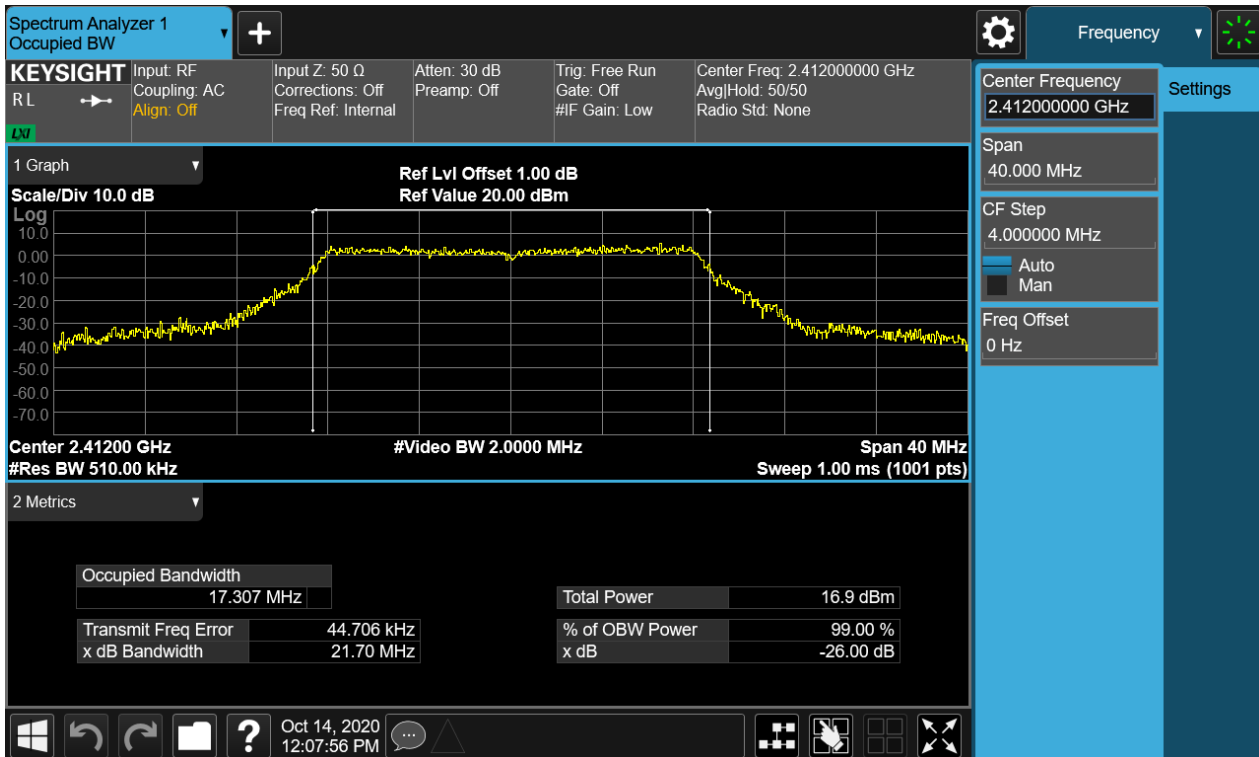 Spectrum Analyzer 1
Occupied BW
+
Frequency
KEYSIGHT
R L
LXI
Input: RF
Coupling: AC
Align: Off
Input Z: 50 Ω
Corrections: Off
Freq Ref: Internal
Atten: 30 dB
Preamp: Off
Trig: Free Run
Gate: Off
#IF Gain: Low
Center Freq: 2.412000000 GHz
Avg|Hold: 50/50
Radio Std: None
Center Frequency
2.412000000 GHz
Settings
Span
40.000 MHz
CF Step
4.000000 MHz
Auto
Man
Freq Offset
0 Hz
1 Graph
Scale/Div 10.0 dB
Ref Lvl Offset 1.00 dB
Ref Value 20.00 dBm
Log
10.0
0.00
-10.0
-20.0
-30.0
-40.0
-50.0
-60.0
-70.0
Center 2.41200 GHz
#Video BW 2.0000 MHz
Span 40 MHz
#Res BW 510.00 kHz
Sweep 1.00 ms (1001 pts)
2 Metrics
Occupied Bandwidth
17.307 MHz
Total Power 16.9 dBm
Transmit Freq Error 44.706 kHz
% of OBW Power 99.00 %
x dB Bandwidth 21.70 MHz
x dB -26.00 dB
?
Oct 14, 2020
12:07:56 PM